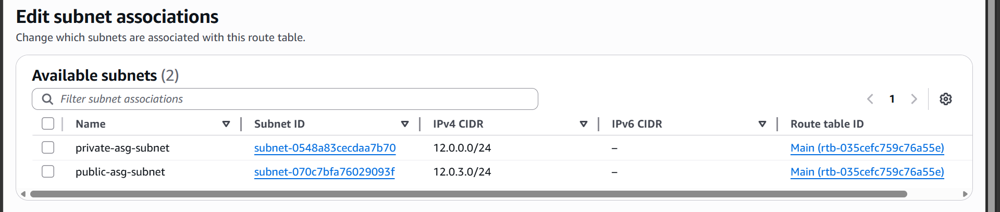 Edit subnet associations
Change which subnets are associated with this route table.
Available subnets (2)
Filter subnet associations
1
Name Subnet ID IPv4 CIDR IPv6 CIDR Route table ID
private-asg-subnet subnet-0548a83cecdaa7b70 12.0.0.0/24 – Main (rtb-035cefc759c76a55e)
public-asg-subnet subnet-070c7bfa76029093f 12.0.3.0/24 – Main (rtb-035cefc759c76a55e)